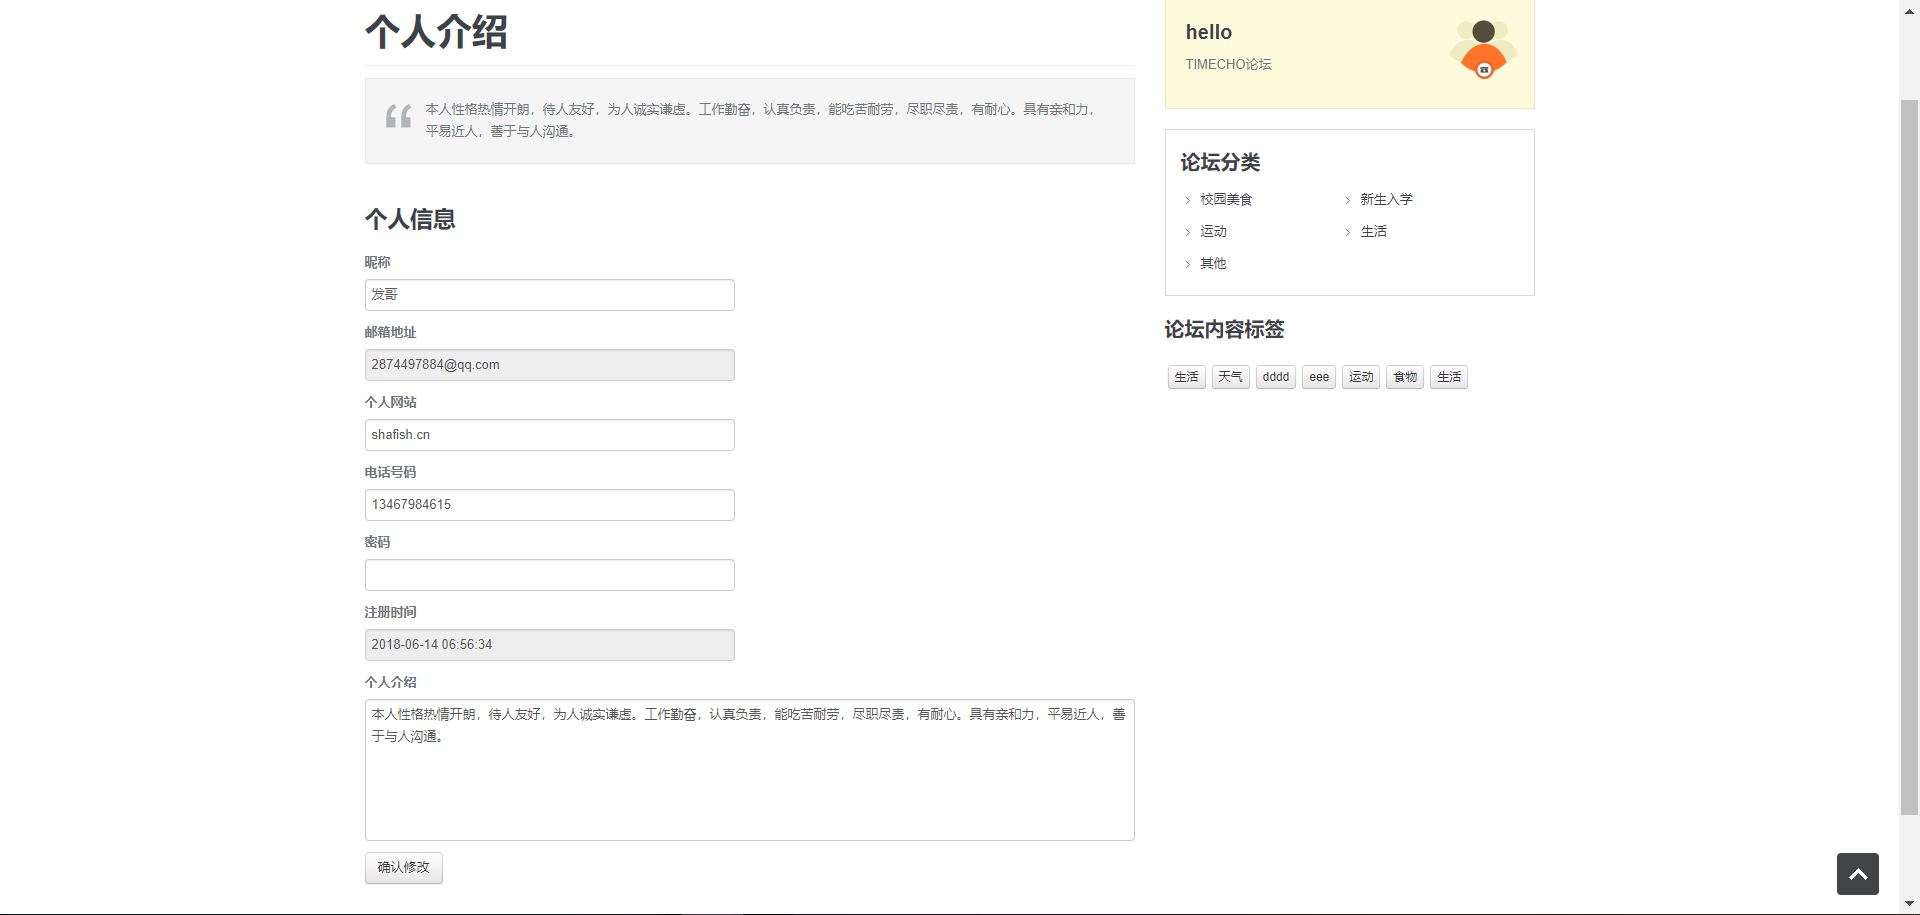 个人介绍
本人性格热情开朗，待人友好，为人诚实谦虚。工作勤奋，认真负责，能吃苦耐劳，尽职尽责，有耐心。具有亲和力，
平易近人，善于与人沟通。
个人信息
昵称
发哥
邮箱地址
2874497884@qq.com
个人网站
shafish.cn
电话号码
13467984615
密码
注册时间
2018-06-14 06:56:34
个人介绍
本人性格热情开朗，待人友好，为人诚实谦虚。工作勤奋，认真负责，能吃苦耐劳，尽职尽责，有耐心。具有亲和力，平易近人，善
于与人沟通。
确认修改
hello
TIMECHO论坛
论坛分类
校园美食 新生入学
运动 生活
其他
论坛内容标签
生活 天气 dddd eee 运动 食物 生活